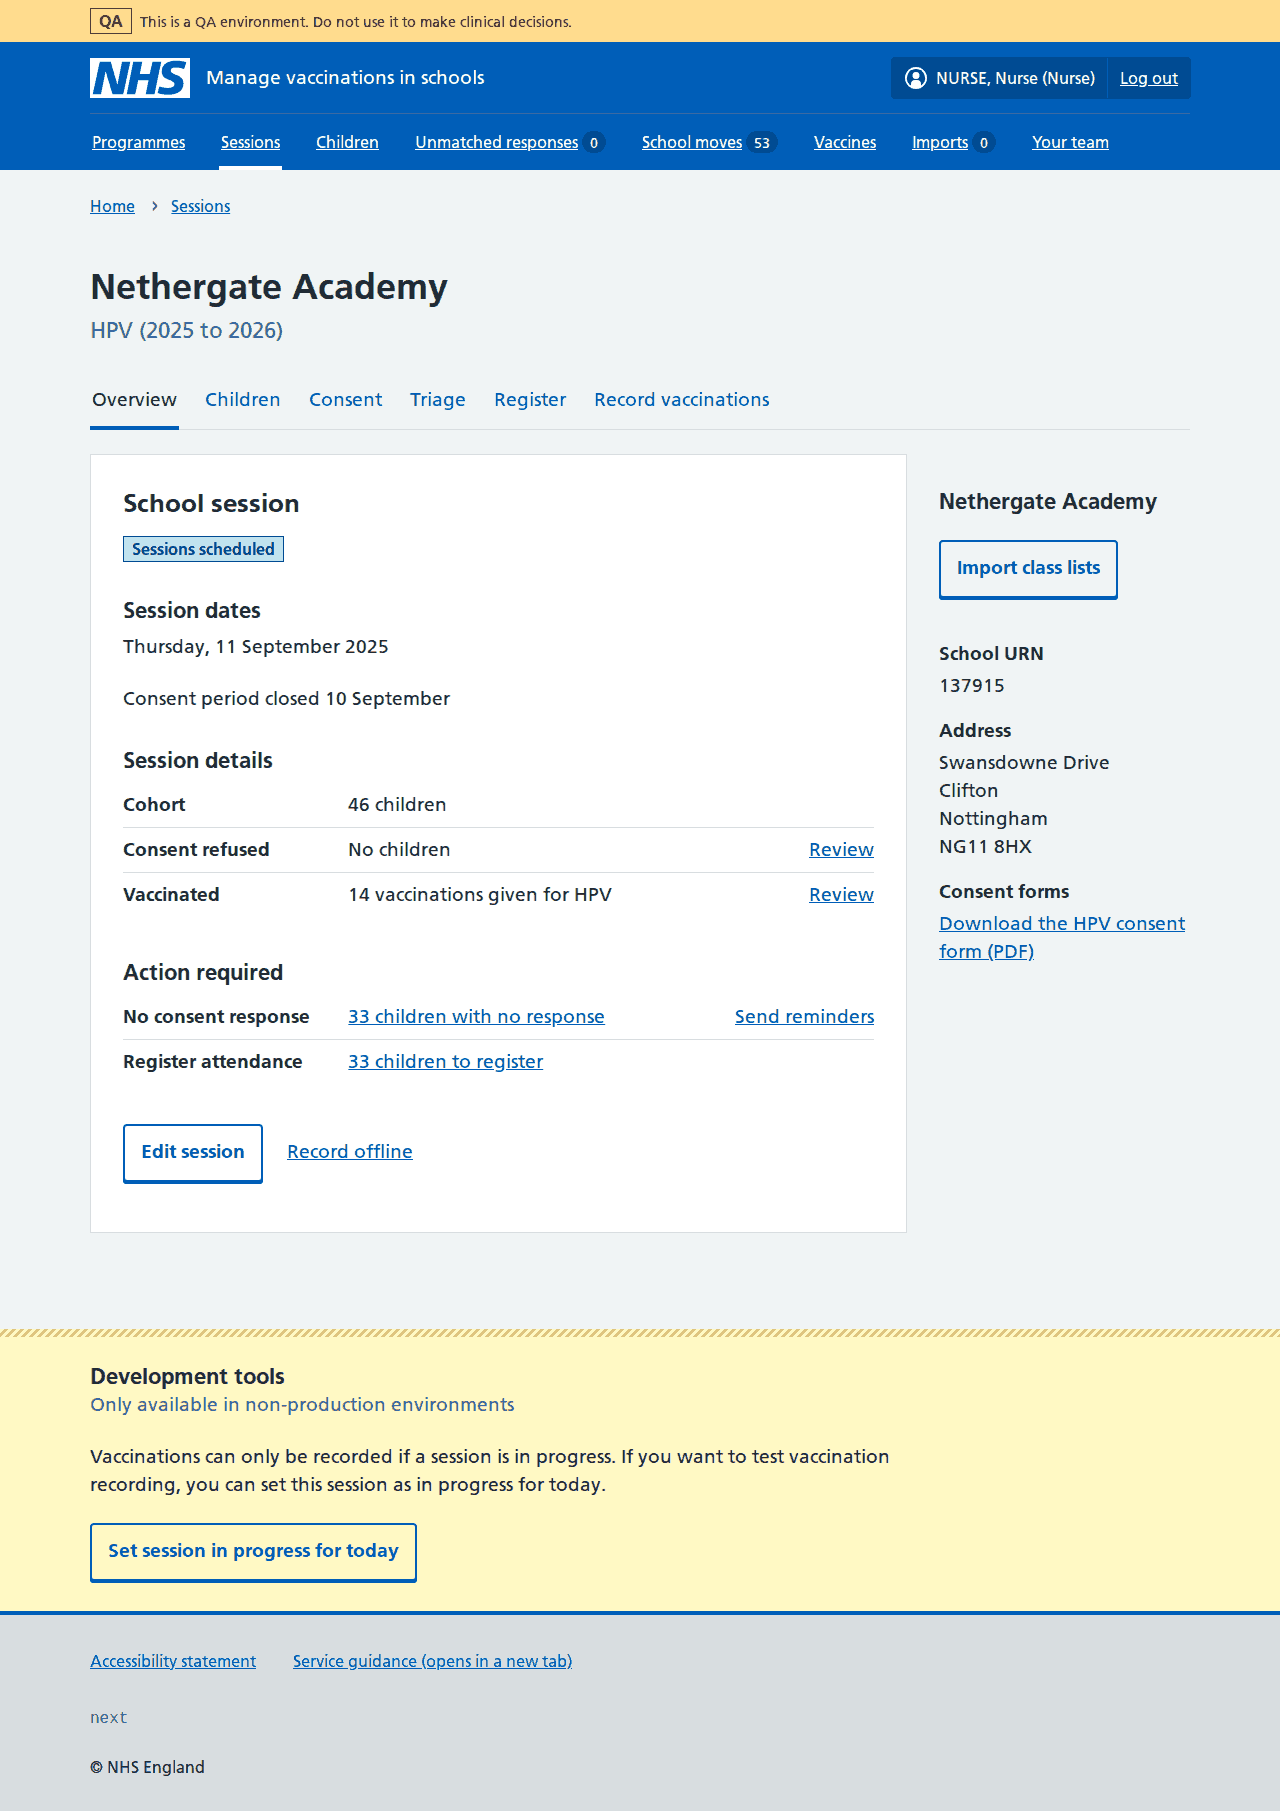 QA This is a QA environment. Do not use it to make clinical decisions.
NHS Manage vaccinations in schools NURSE, Nurse (Nurse) Log out
Programmes Sessions Children Unmatched responses 0 School moves 53 Vaccines Imports 0 Your team
Home › Sessions
Nethergate Academy
HPV (2025 to 2026)
Overview Children Consent Triage Register Record vaccinations
School session
Sessions scheduled
Session dates
Thursday, 11 September 2025
Consent period closed 10 September
Session details
Cohort 46 children
Consent refused No children Review
Vaccinated 14 vaccinations given for HPV Review
Action required
No consent response 33 children with no response Send reminders
Register attendance 33 children to register
Edit session Record offline
Nethergate Academy
Import class lists
School URN
137915
Address
Swansdowne Drive
Clifton
Nottingham
NG11 8HX
Consent forms
Download the HPV consent
form (PDF)
Development tools
Only available in non-production environments
Vaccinations can only be recorded if a session is in progress. If you want to test vaccination
recording, you can set this session as in progress for today.
Set session in progress for today
Accessibility statement Service guidance (opens in a new tab)
next
© NHS England